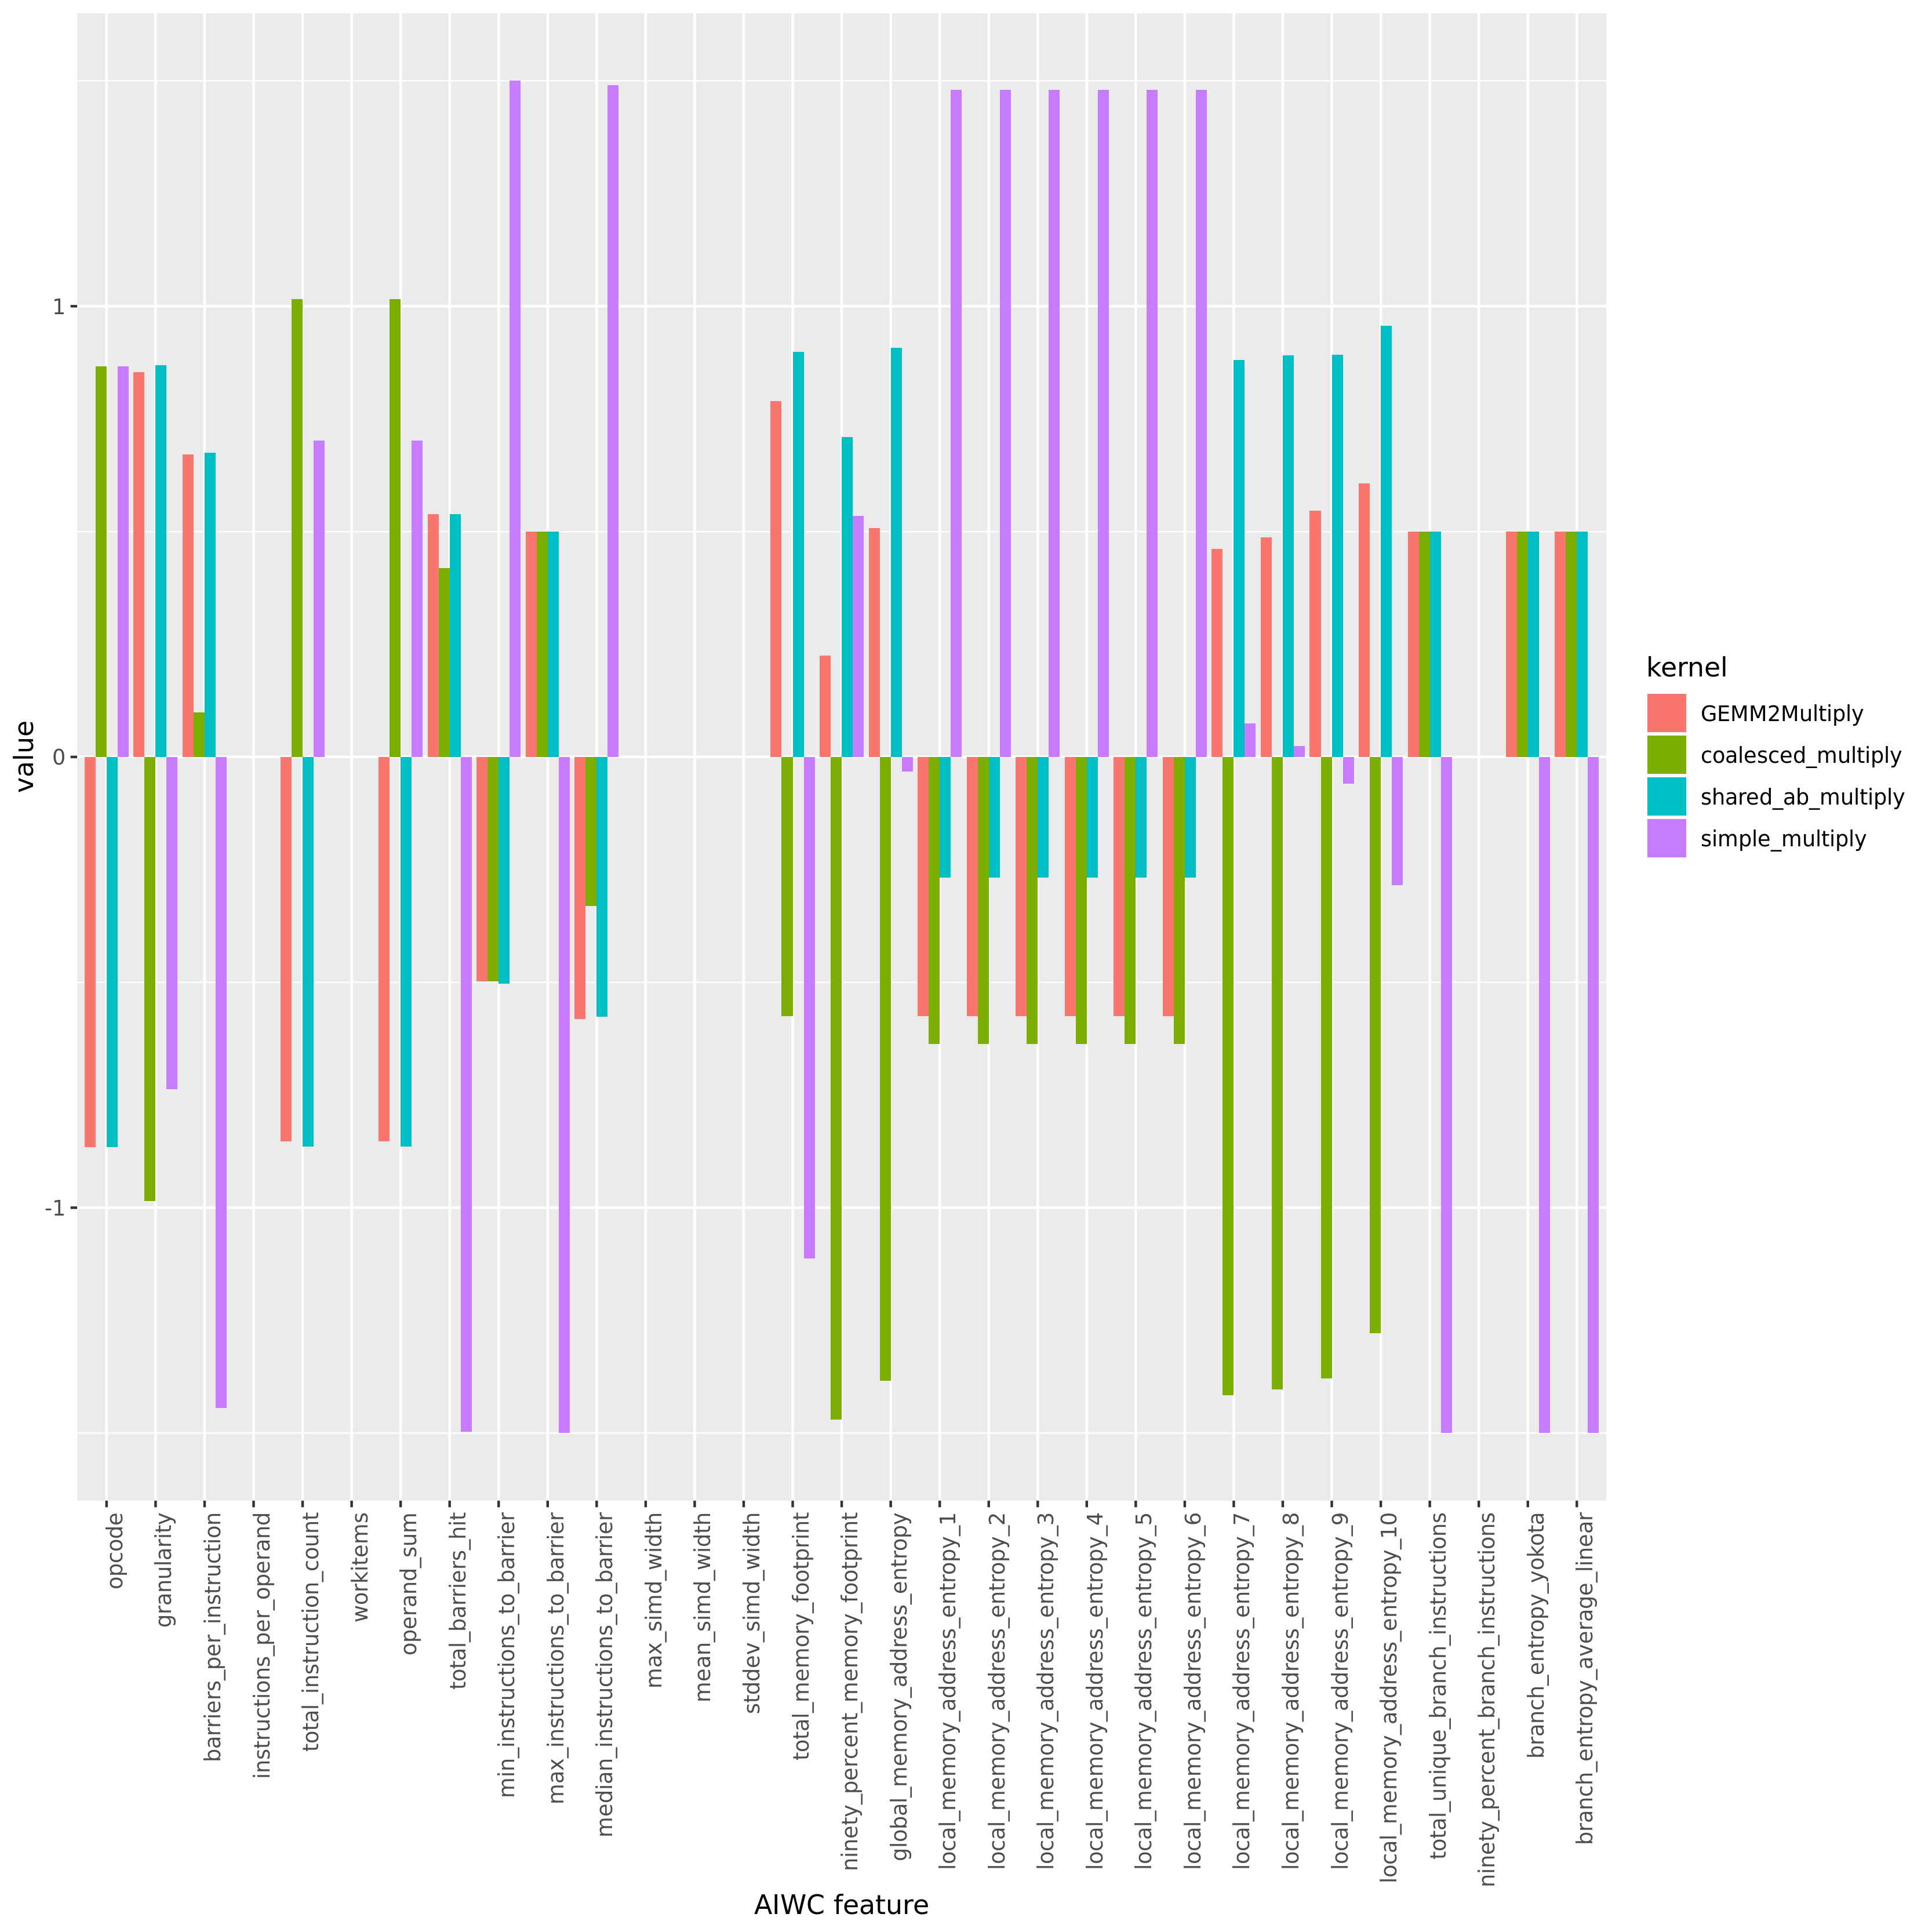 value
1
0
-1
opcode
granularity
barriers_per_instruction
instructions_per_operand
total_instruction_count
workitems
operand_sum
total_barriers_hit
min_instructions_to_barrier
max_instructions_to_barrier
median_instructions_to_barrier
max_simd_width
mean_simd_width
stddev_simd_width
total_memory_footprint
ninety_percent_memory_footprint
global_memory_address_entropy
local_memory_address_entropy_1
local_memory_address_entropy_2
local_memory_address_entropy_3
local_memory_address_entropy_4
local_memory_address_entropy_5
local_memory_address_entropy_6
local_memory_address_entropy_7
local_memory_address_entropy_8
local_memory_address_entropy_9
local_memory_address_entropy_10
total_unique_branch_instructions
ninety_percent_branch_instructions
branch_entropy_yokota
branch_entropy_average_linear
AIWC feature
kernel
GEMM2Multiply
coalesced_multiply
shared_ab_multiply
simple_multiply